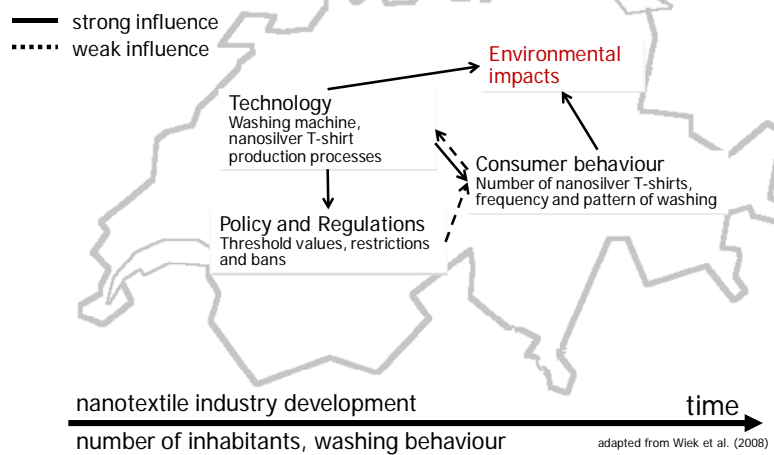 strong influence
weak influence
Environmental
impacts
Technology
Washing machine,
nanosilver T-shirt
production processes
Consumer behaviour
Number of nanosilver T-shirts,
frequency and pattern of washing
Policy and Regulations
Threshold values, restrictions
and bans
nanotextile industry development
time
number of inhabitants, washing behaviour
adapted from Wiek et al. (2008)